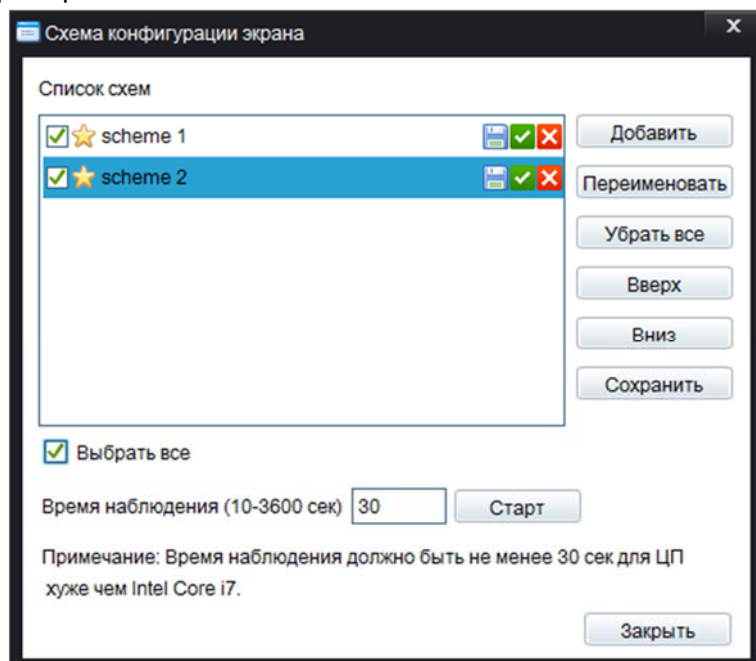 Схема конфигурации экрана
x
Список схем
scheme 1
Добавить
scheme 2
Переименовать
Убрать все
Вверх
Вниз
Сохранить
Выбрать все
Время наблюдения (10-3600 сек) 30 Старт
Примечание: Время наблюдения должно быть не менее 30 сек для ЦП
хуже чем Intel Core i7.
Закрыть